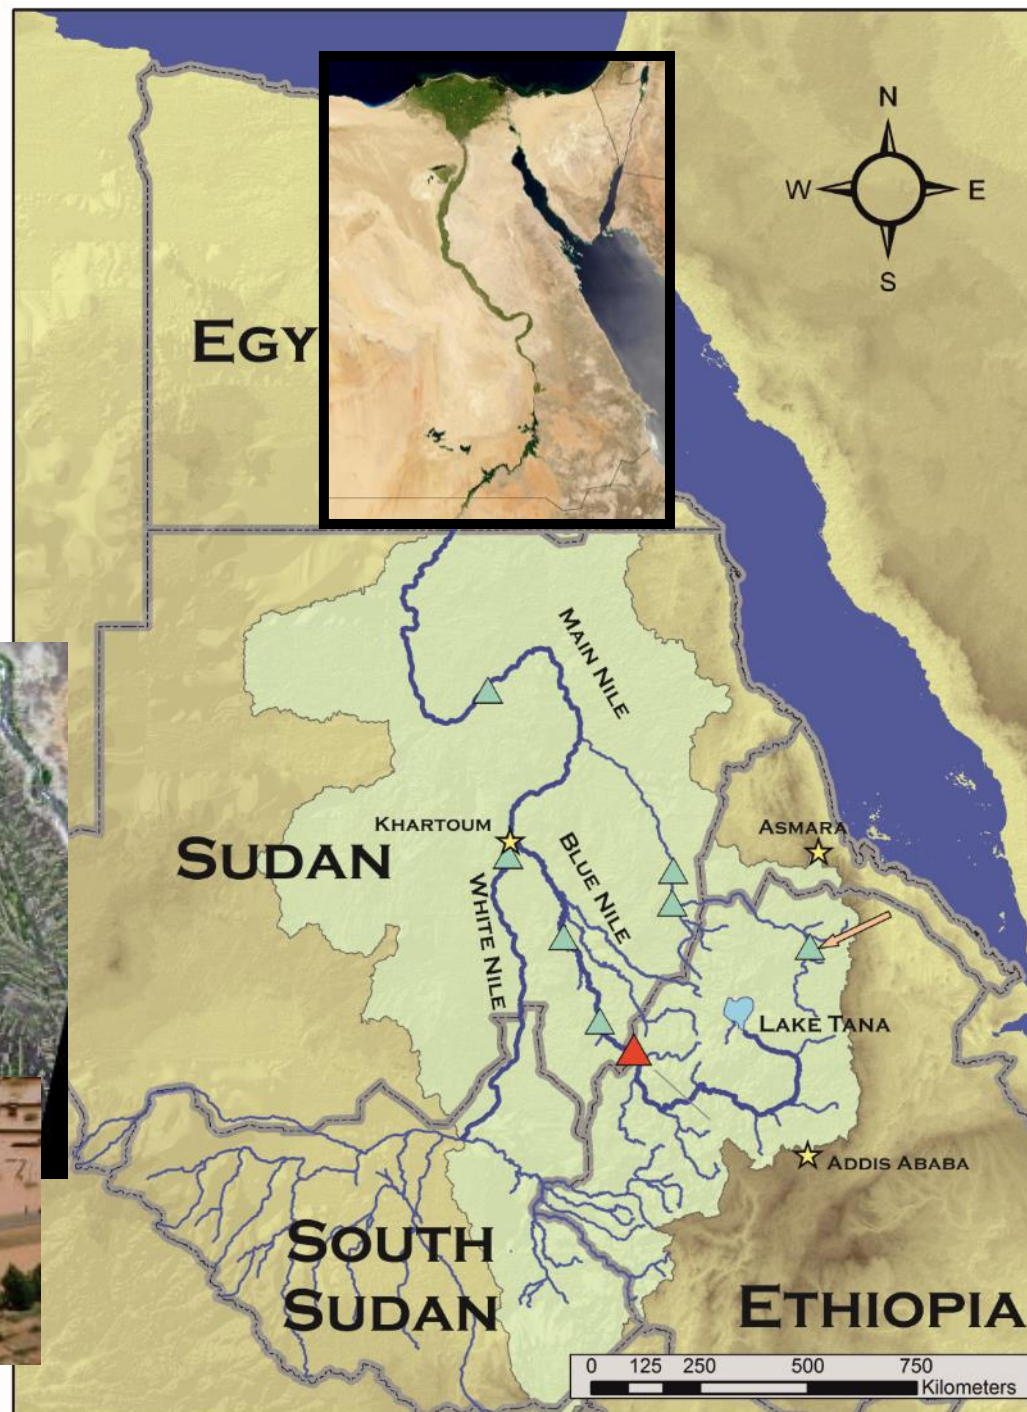 N
W E
S
EGY
MAIN NILE
KHARTOUM
ASMARA
SUDAN
BLUE NILE
WHITE NILE
LAKE TANA
ADDIS ABABA
SOUTH
SUDAN
ETHIOPIA
0 125 250 500 750
Kilometers